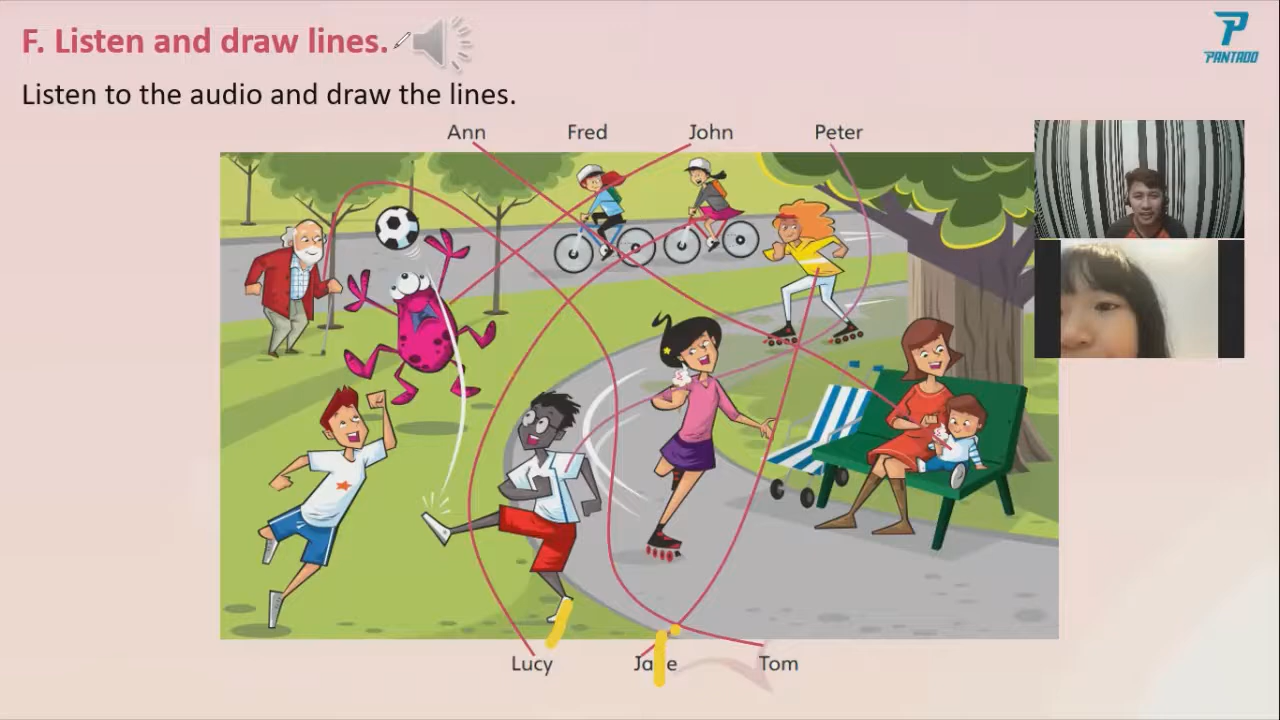 F. Listen and draw lines.
PANTADO
Listen to the audio and draw the lines.
Ann Fred John Peter
Lucy Jane Tom